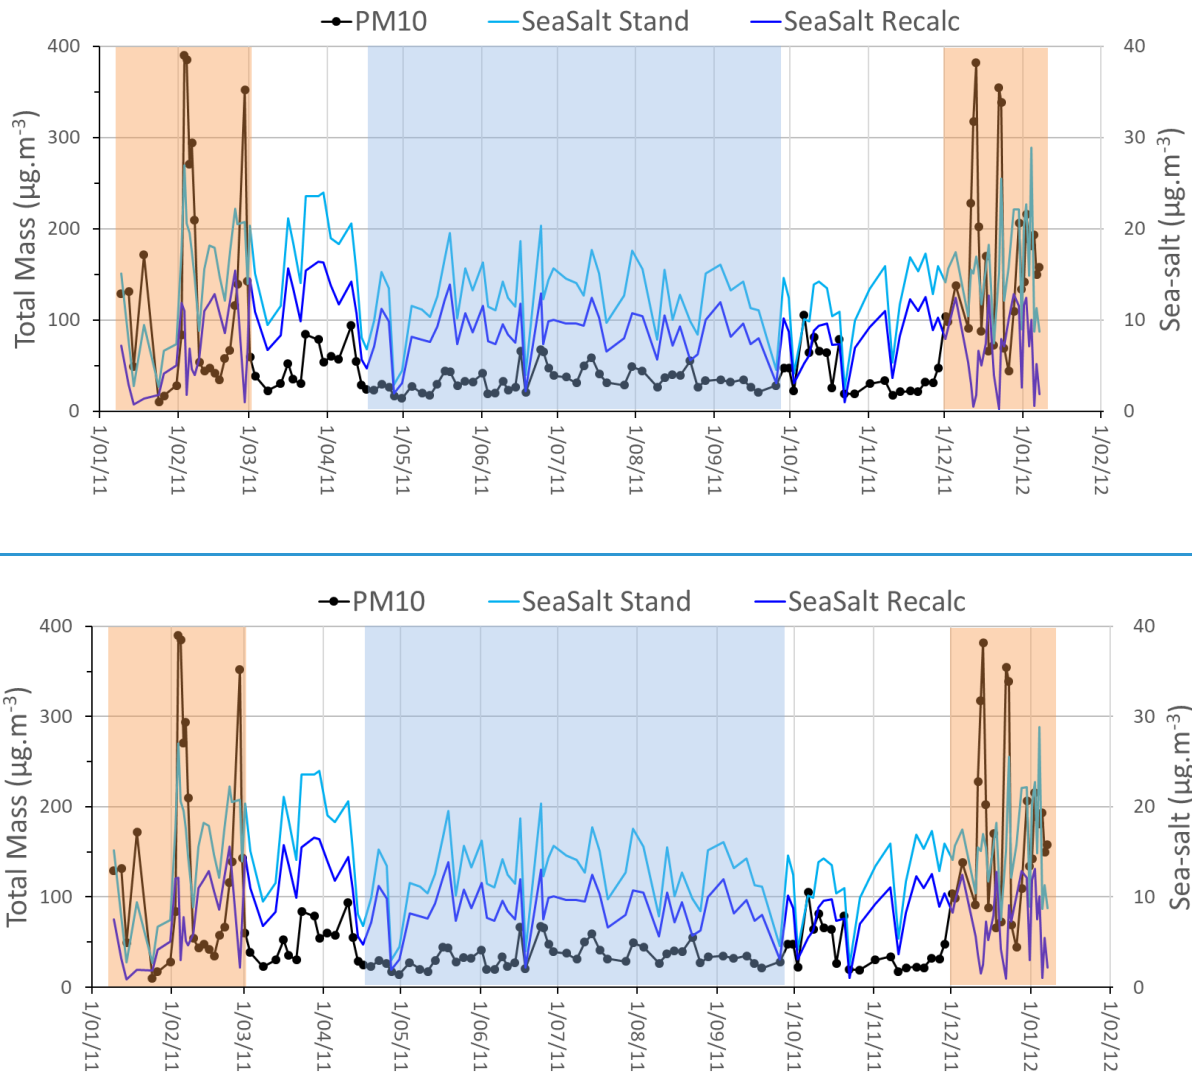 PM10 SeaSalt Stand SeaSalt Recalc
400 40
300 30
200 20
100 10
0 0
Total Mass (µg.m-3)
Sea-salt (µg.m-3)
1/01/11 1/02/11 1/03/11 1/04/11 1/05/11 1/06/11 1/07/11 1/08/11 1/09/11 1/10/11 1/11/11 1/12/11 1/01/12 1/02/12
PM10 SeaSalt Stand SeaSalt Recalc
400 40
300 30
200 20
100 10
0 0
Total Mass (µg.m-3)
Sea-salt (µg.m-3)
1/01/11 1/02/11 1/03/11 1/04/11 1/05/11 1/06/11 1/07/11 1/08/11 1/09/11 1/10/11 1/11/11 1/12/11 1/01/12 1/02/12